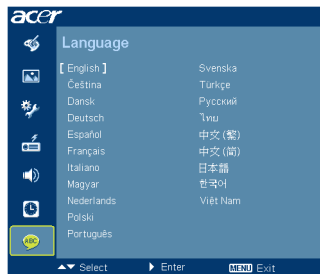 acer
Language
[ English ]
Čeština
Dansk
Deutsch
Español
Français
Italiano
Magyar
Nederlands
Polski
Português
Svenska
Türkçe
Русский
ไทย
中文 (繁)
中文 (简)
日本語
한국어
Việt Nam
ABC
Select Enter MENU Exit